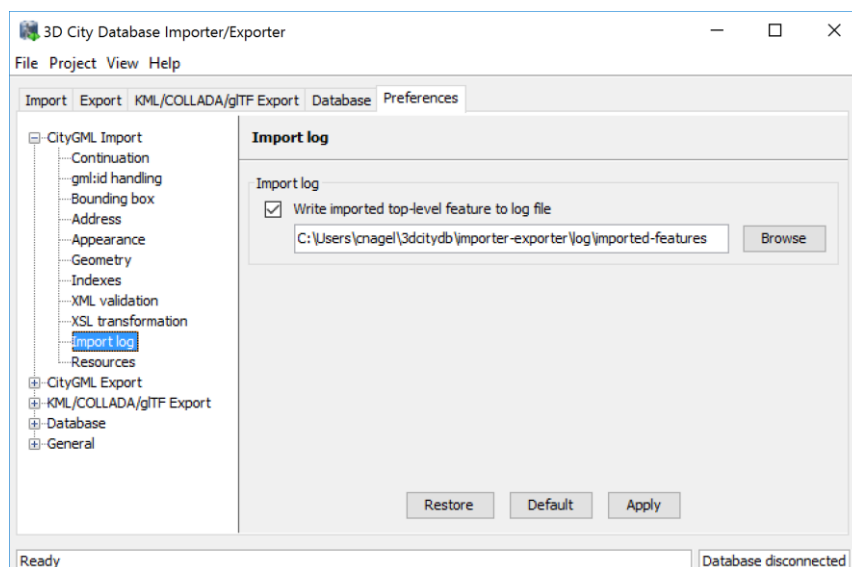 3D City Database Importer/Exporter
File Project View Help
Import Export KML/COLLADA/glTF Export Database Preferences
CityGML Import
Continuation
gml:id handling
Bounding box
Address
Appearance
Geometry
Indexes
XML validation
XSL transformation
Import log
Resources
CityGML Export
KML/COLLADA/glTF Export
Database
General
Import log
Import log
Write imported top-level feature to log file
C:\Users\cnagel\3dcitydb\importer-exporter\log\imported-features Browse
Restore Default Apply
Ready Database disconnected